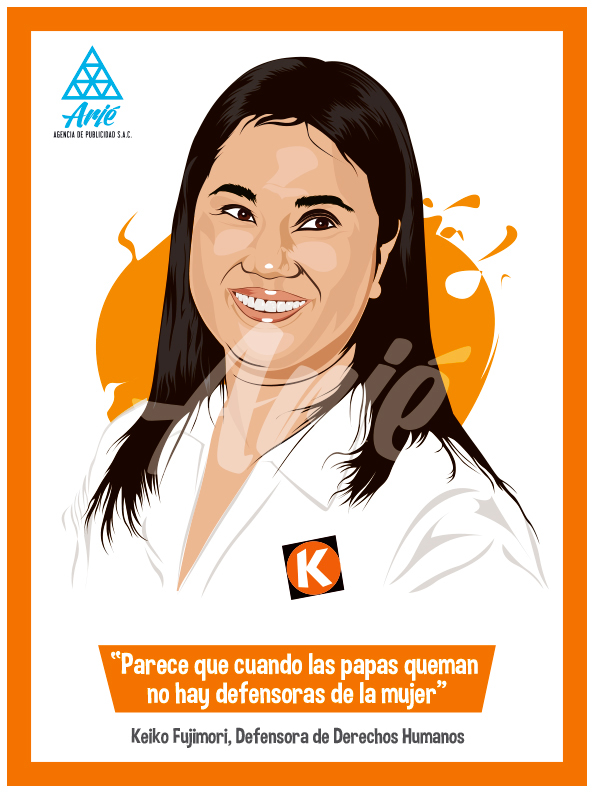 Arjé
AGENCIA DE PUBLICIDAD S.A.C.
Arjé
K
“Parece que cuando las papas queman
no hay defensoras de la mujer”
Keiko Fujimori, Defensora de Derechos Humanos